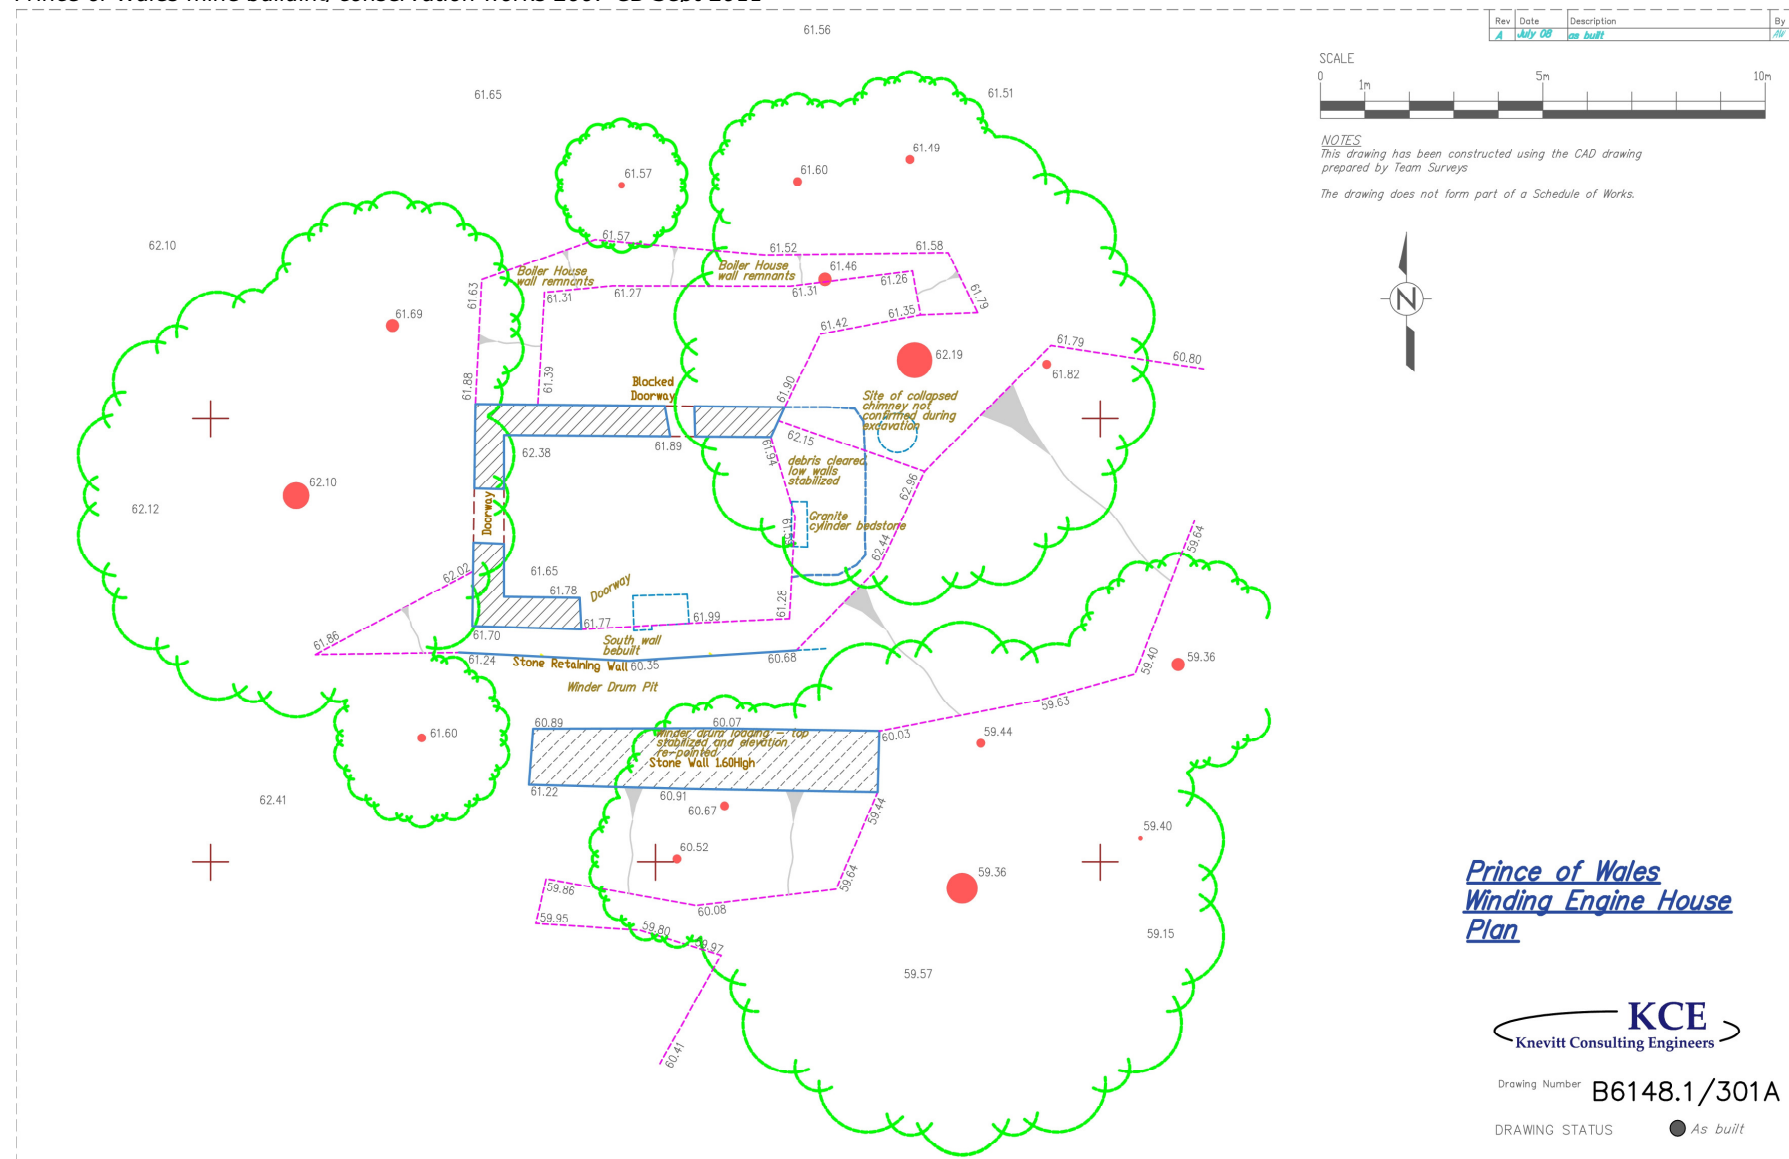 61.56
Rev Date Description By
A July 08 as built
61.65
61.51
SCALE
0 1m 5m 10m
NOTES
This drawing has been constructed using the CAD drawing
prepared by Team Surveys
The drawing does not form part of a Schedule of Works.
N
61.57
61.60
61.49
62.10
61.57
61.52
61.58
Boiler House
wall remnants
Boiler House
wall remnants
61.46
61.26
61.63
61.31
61.27
61.31
61.79
61.35
61.69
61.42
61.79
60.80
62.19
61.82
61.88
61.39
Blocked
Doorway
61.90
Site of collapsed
chimney not
confirmed during
excavation
61.89
62.15
62.38
61.94
debris cleared
low walls
stabilized
62.96
62.10
62.12
Doorway
Granite
cylinder bedstone
62.44
59.64
62.02
61.65
61.78
Doorway
61.28
61.86
61.70
61.77
61.99
South wall
bebuilt
61.24
Stone Retaining Wall
60.35
60.68
Winder Drum Pit
59.40
59.36
59.63
60.89
60.07
60.03
59.44
61.60
Winder drum loading - top
stabilized and elevation
re-pointed
Stone Wall 1.60High
61.22
60.91
60.67
59.44
62.41
60.52
59.40
59.86
59.64
59.36
60.08
59.95
59.80
59.97
59.15
59.57
60.41
Prince of Wales
Winding Engine House
Plan
KCE
Knevitt Consulting Engineers
Drawing Number B6148.1/301A
DRAWING STATUS As built